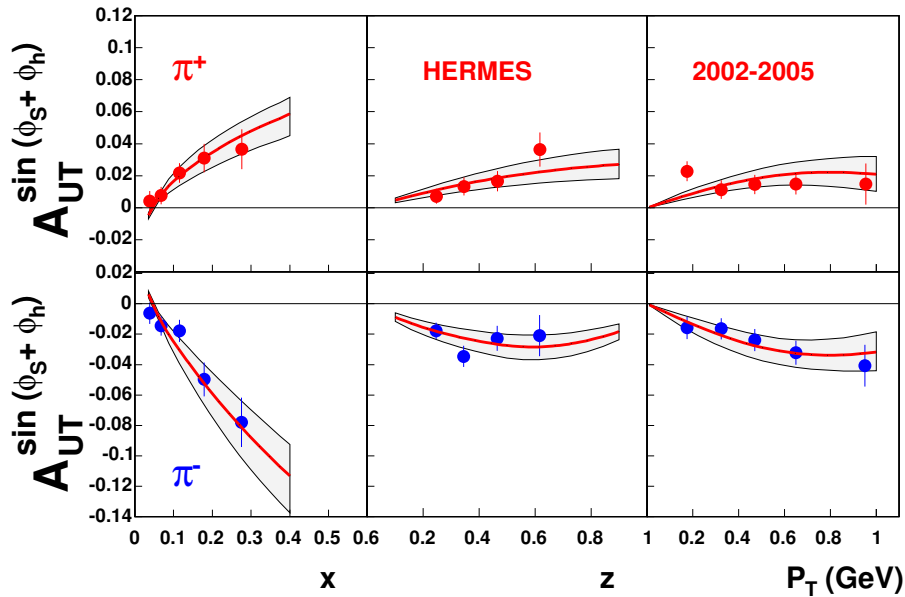 0.12
0.1
0.08
0.06
0.04
0.02
0
-0.02
-0.04
A_UT^sin (ϕ_S+ ϕ_h)
π⁺
HERMES
2002-2005
0.02
0
-0.02
-0.04
-0.06
-0.08
-0.1
-0.12
-0.14
A_UT^sin (ϕ_S+ ϕ_h)
π⁻
0 0.1 0.2 0.3 0.4 0.5 0.6 0.2 0.4 0.6 0.8 1 0.2 0.4 0.6 0.8 1
x z P_T (GeV)